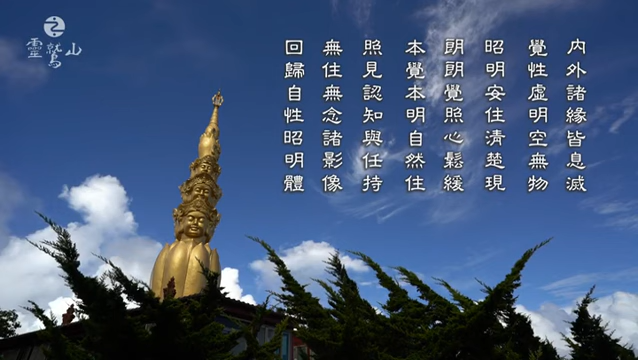 靈鷲山
內外諸緣皆息滅
覺性虛明空無物
昭明安住清楚現
朗朗覺照心鬆緩
本覺本明自然住
照見認知與任持
無住無念諸影像
回歸自性昭明體